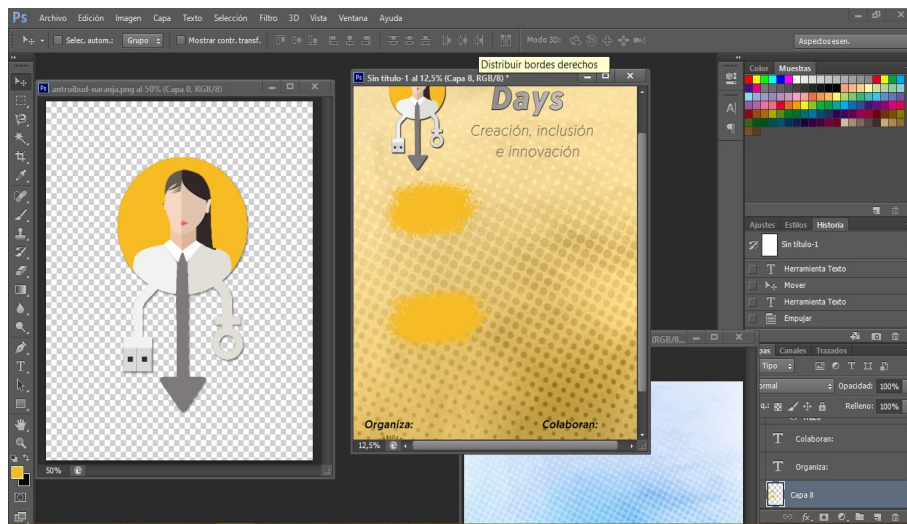 Ps Archivo Edición Imagen Capa Texto Selección Filtro 3D Vista Ventana Ayuda
Selec. autom.: Grupo Mostrar contr. transf. Modo 3D: Aspectos esen.
Distribuir bordes derechos
antruibud-naranja.png al 50% (Capa 0, RGB/8)
50%
Sin título-1 al 12,5% (Capa 8, RGB/8) *
Days
Creación, inclusión
e innovación
Organiza: Colaboran:
12,5%
(RGB/8...
Color Muestras
Ajustes Estilos Historia
Sin título-1
Herramienta Texto
Mover
Herramienta Texto
Empujar
Canales Trazados
Tipo
Opacidad: 100%
Relleno: 100%
Colaboran:
Organiza:
Capa 8
fx